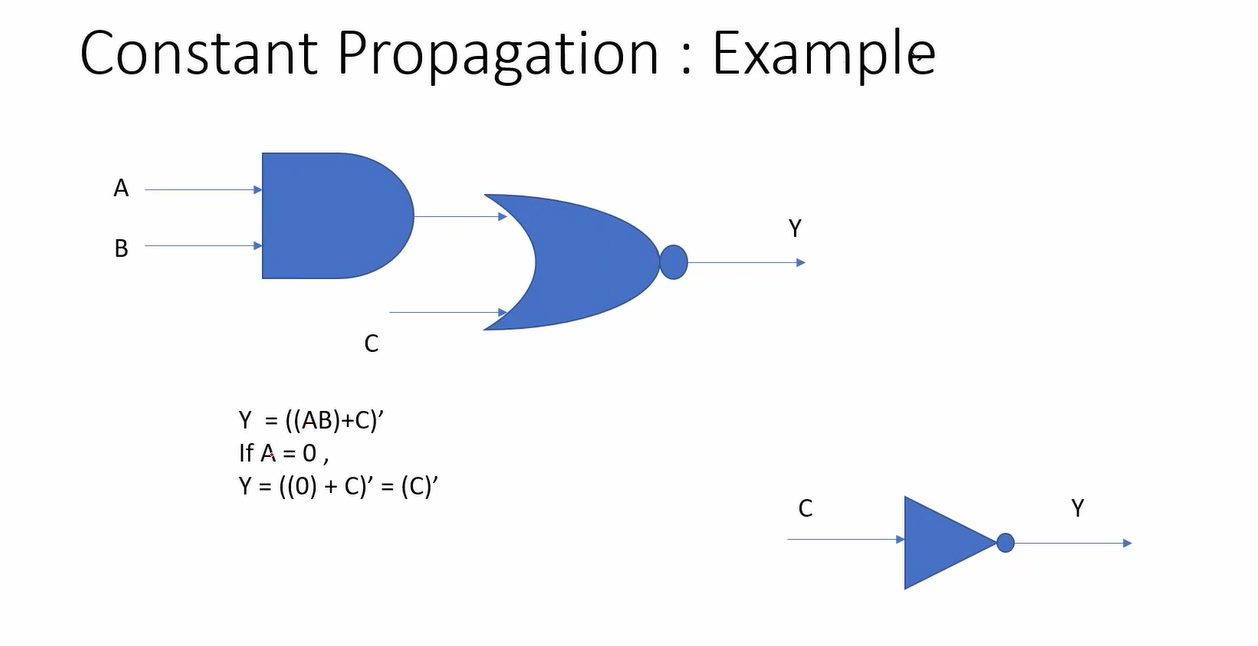 Constant Propagation : Example
A
B
C
Y
Y = ((AB)+C)’
If A = 0 ,
Y = ((0) + C)’ = (C)’
C
Y